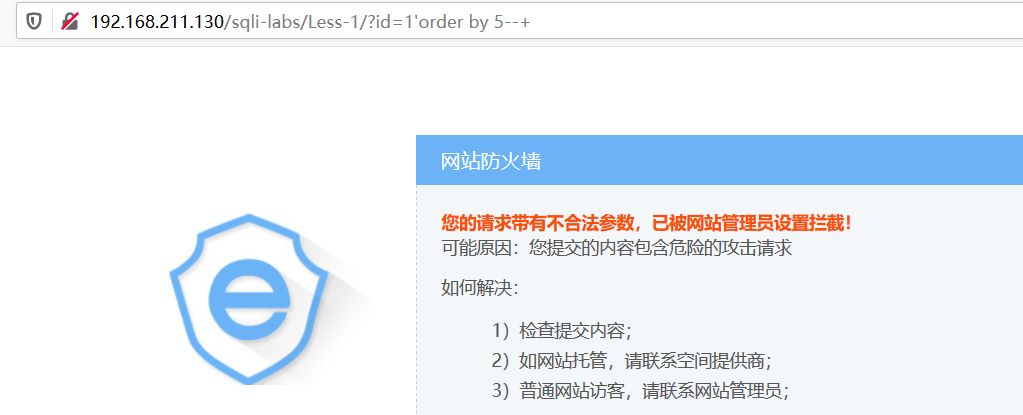 192.168.211.130/sqli-labs/Less-1/?id=1'order by 5--+
网站防火墙
您的请求带有不合法参数，已被网站管理员设置拦截！
可能原因：您提交的内容包含危险的攻击请求
如何解决：
1）检查提交内容；
2）如网站托管，请联系空间提供商；
3）普通网站访客，请联系网站管理员；